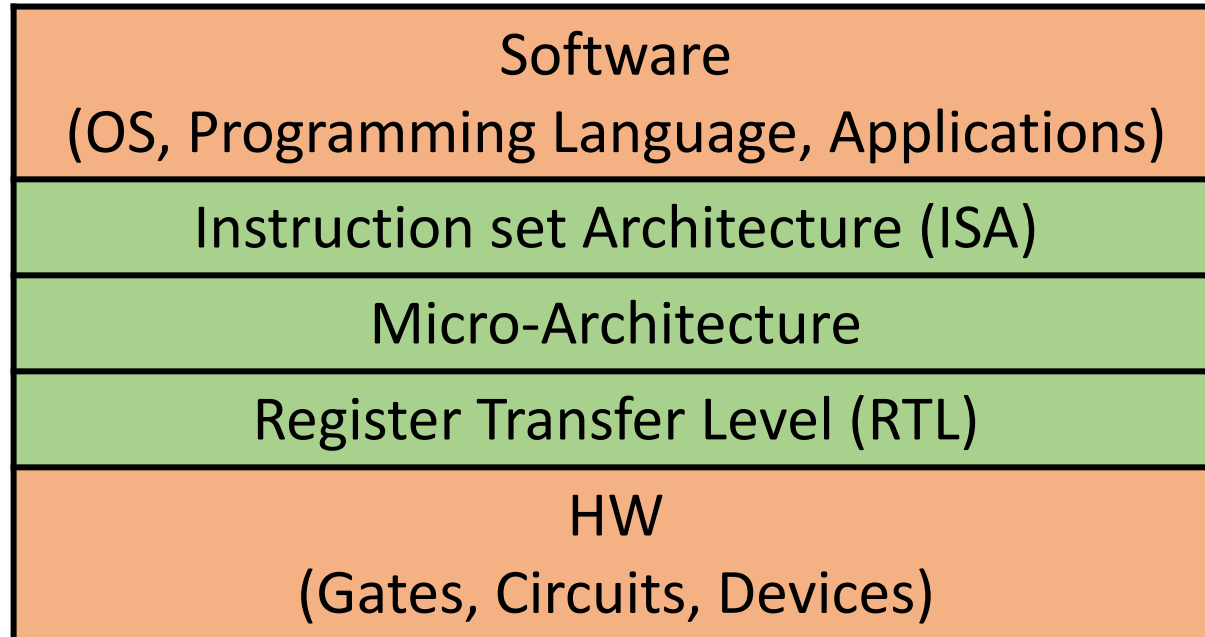 Software
(OS, Programming Language, Applications)
Instruction set Architecture (ISA)
Micro-Architecture
Register Transfer Level (RTL)
HW
(Gates, Circuits, Devices)